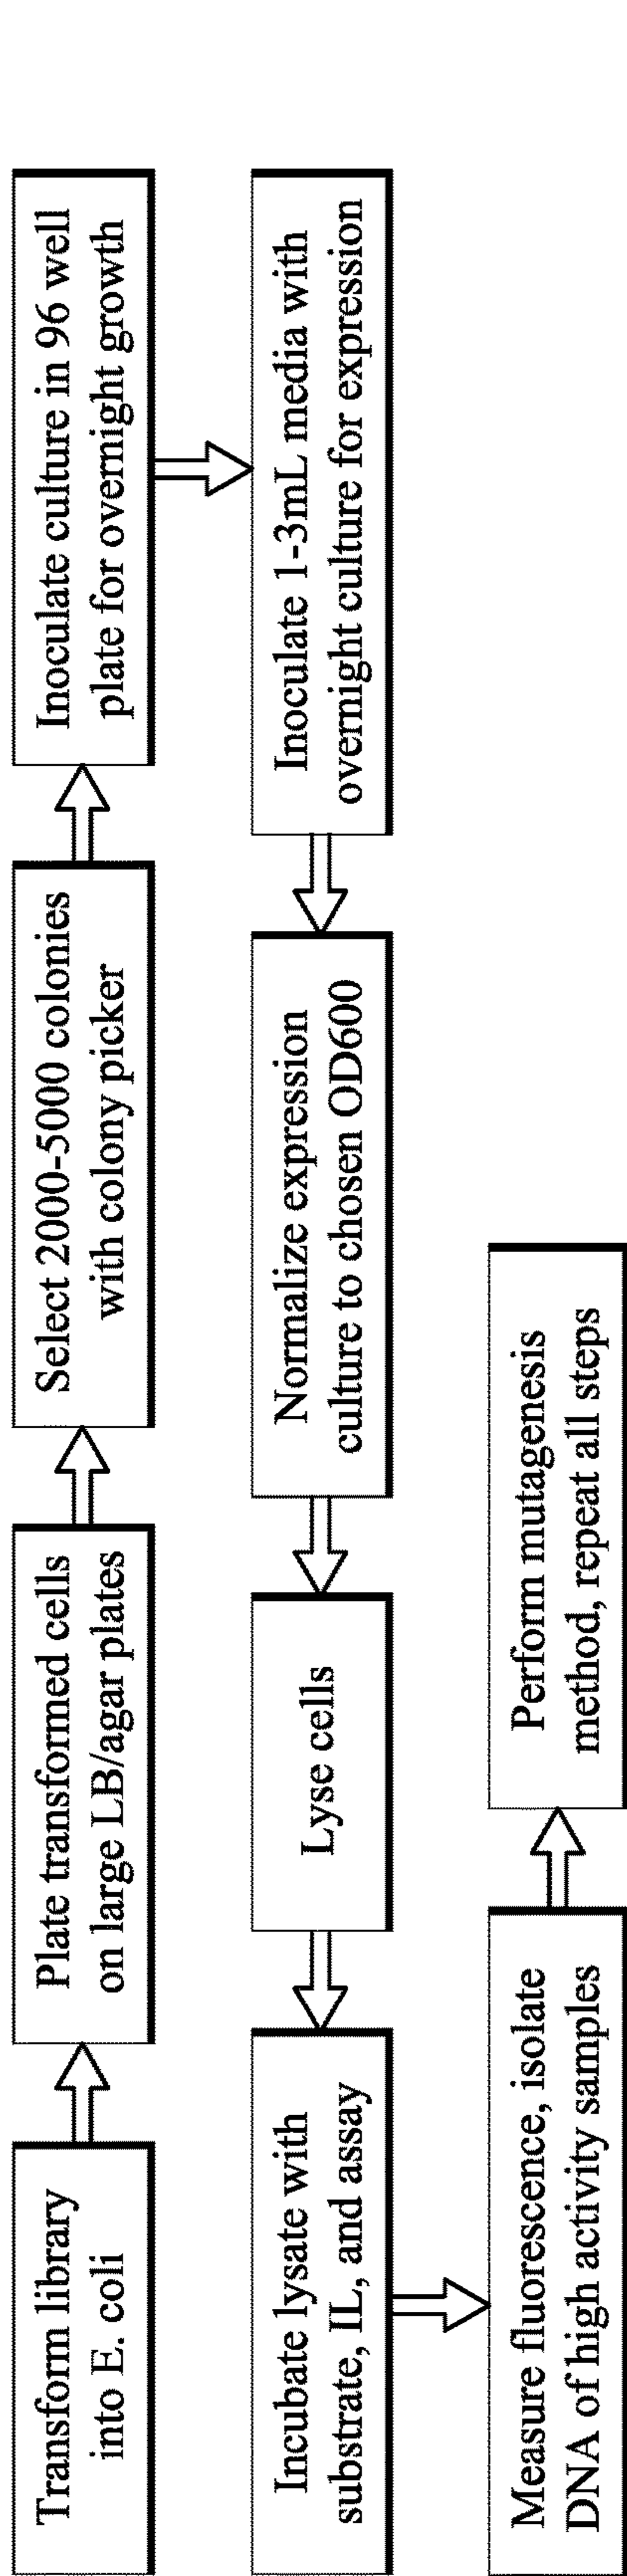 Transform library
into E. coli
Plate transformed cells
on large LB/agar plates
Select 2000-5000 colonies
with colony picker
Inoculate culture in 96 well
plate for overnight growth
Inoculate 1-3mL media with
overnight culture for expression
Normalize expression
culture to chosen OD600
Lyse cells
Incubate lysate with
substrate, IL, and assay
Measure fluorescence, isolate
DNA of high activity samples
Perform mutagenesis
method, repeat all steps